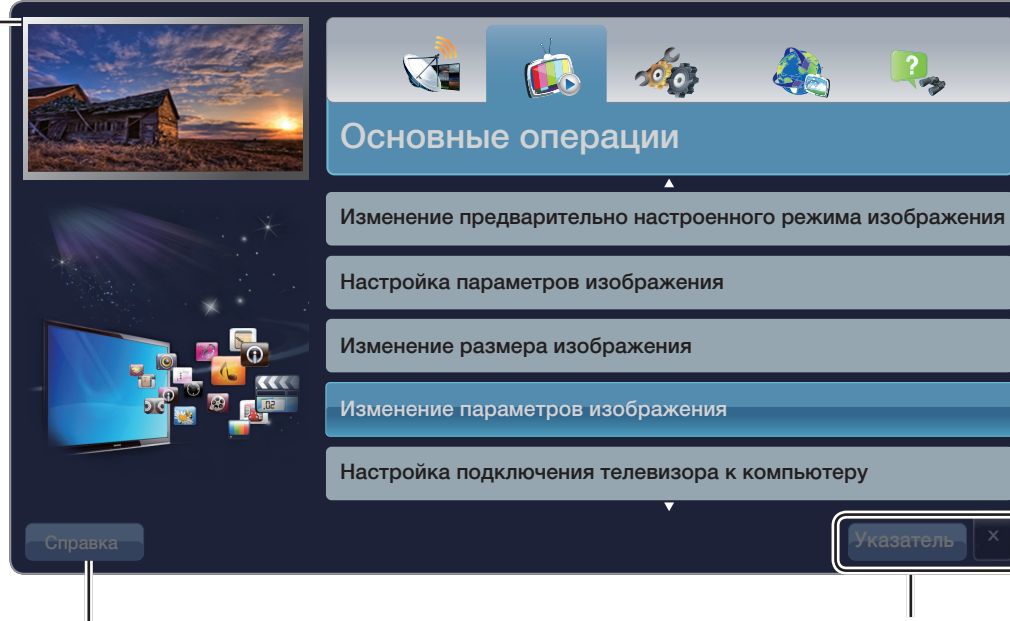 Основные операции
Изменение предварительно настроенного режима изображения
Настройка параметров изображения
Изменение размера изображения
Изменение параметров изображения
Настройка подключения телевизора к компьютеру
Справка
Указатель ×